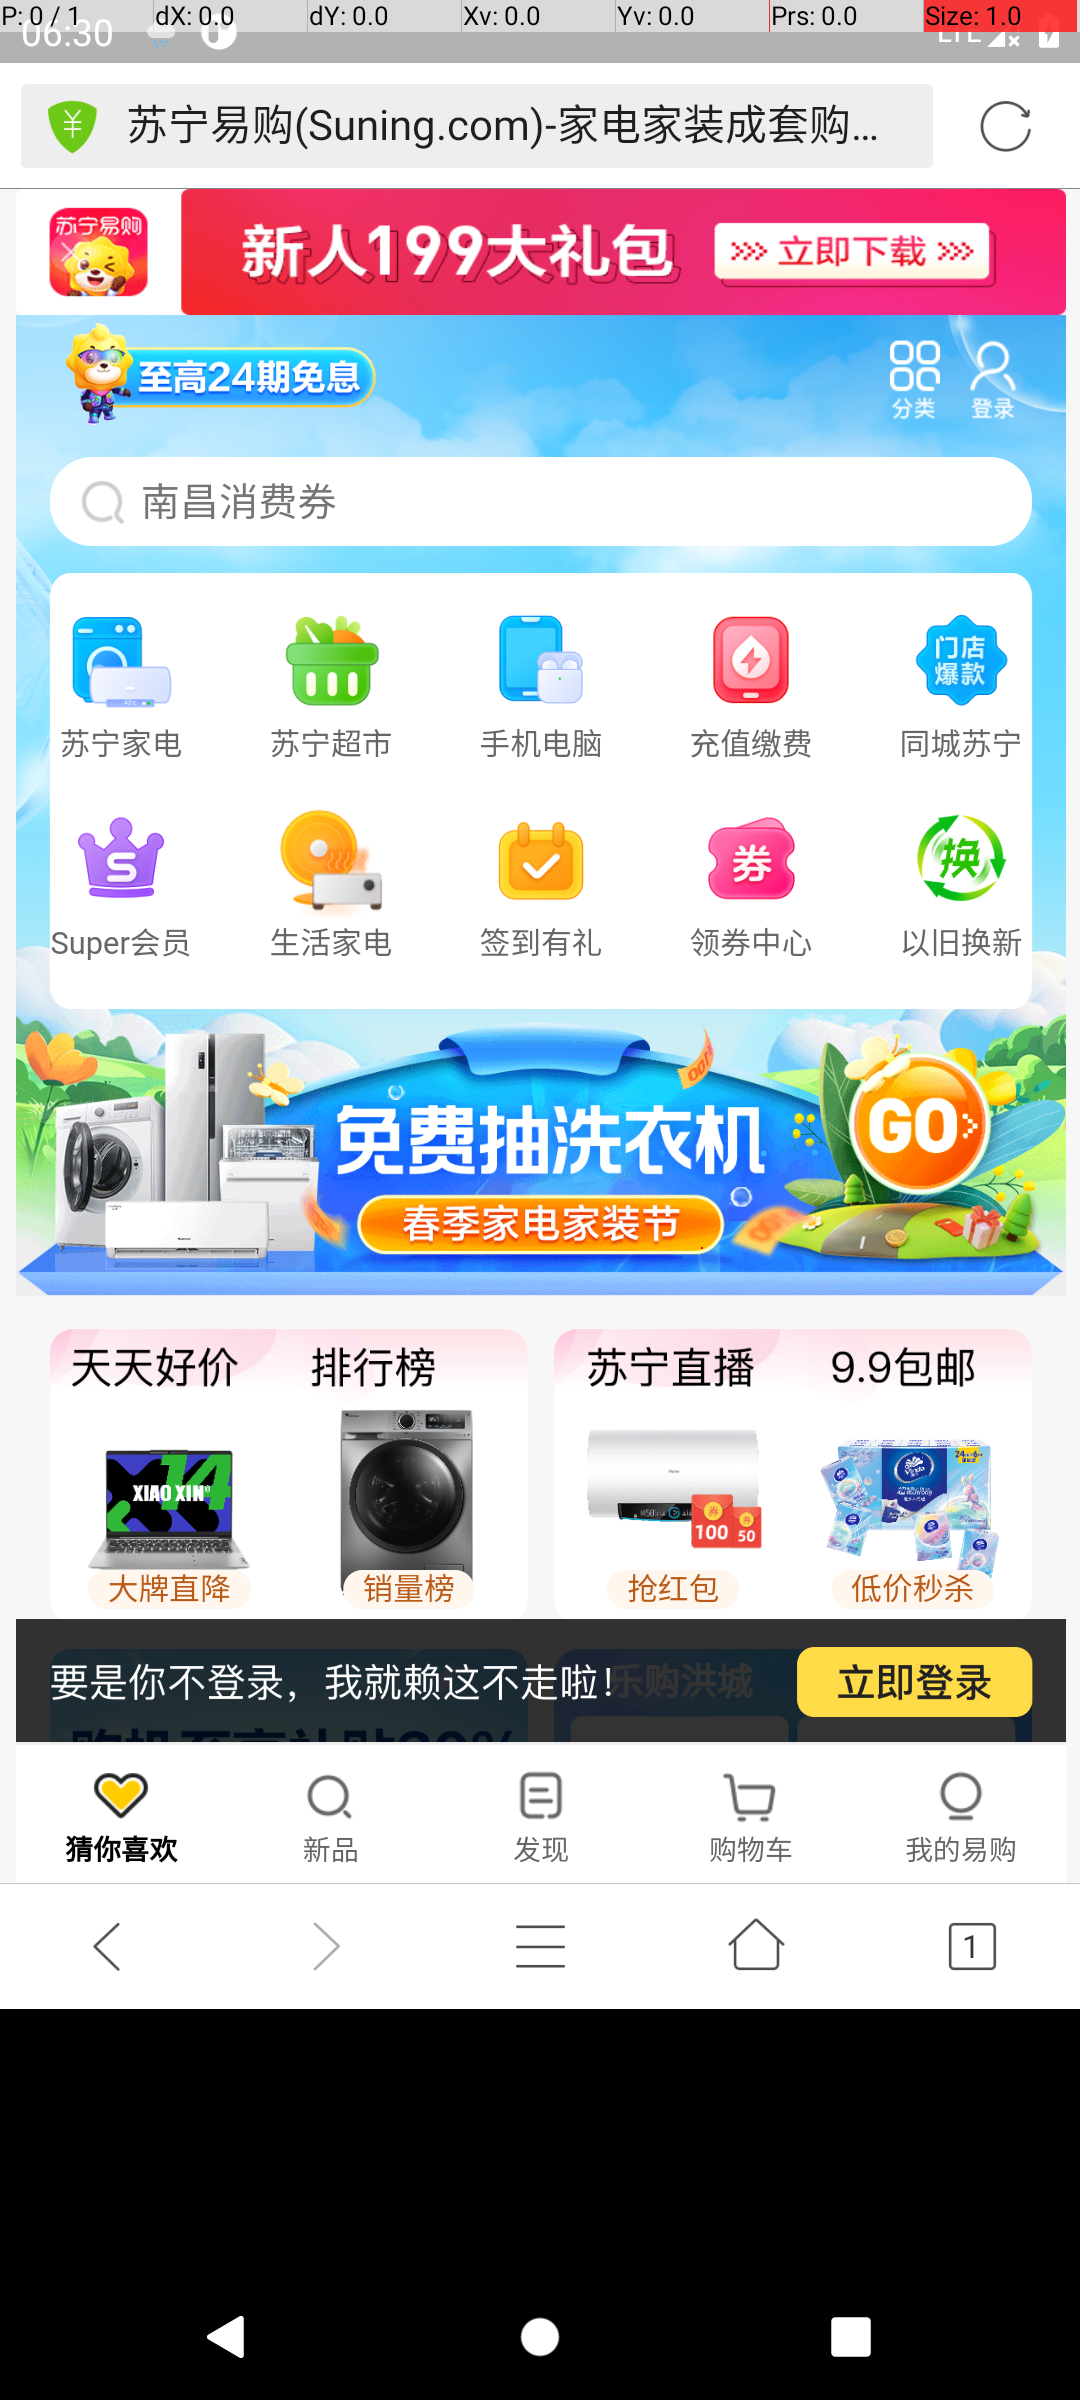 P: 0 / 1 dX: 0.0 dY: 0.0 Xv: 0.0 Yv: 0.0 Prs: 0.0 Size: 1.0
06:30 LTE
苏宁易购(Suning.com)-家电家装成套购...
苏宁易购
新人199大礼包 立即下载
至高24期免息
分类 登录
南昌消费券
门店
爆款
苏宁家电 苏宁超市 手机电脑 充值缴费 同城苏宁
S 券 换
Super会员 生活家电 签到有礼 领券中心 以旧换新
免费抽洗衣机 GO
春季家电家装节
天天好价 排行榜 苏宁直播 9.9包邮
14
XIAO XIN
券 100 券 50
大牌直降 销量榜 抢红包 低价秒杀
要是你不登录，我就赖这不走啦！ 乐购洪城 立即登录
猜你喜欢 新品 发现 购物车 我的易购
1